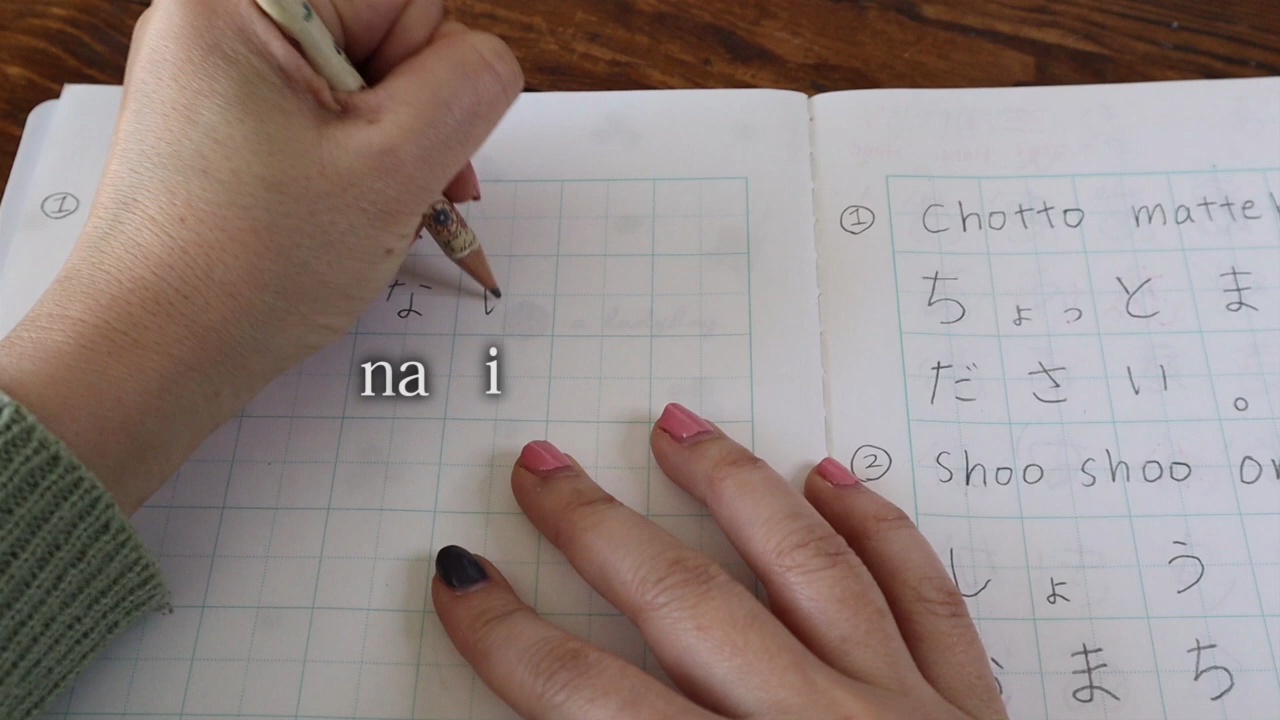 ①
な
na i
① Chotto matte
ちょっと ま
ださい。
② Shoo shoo o
しょ う
まち